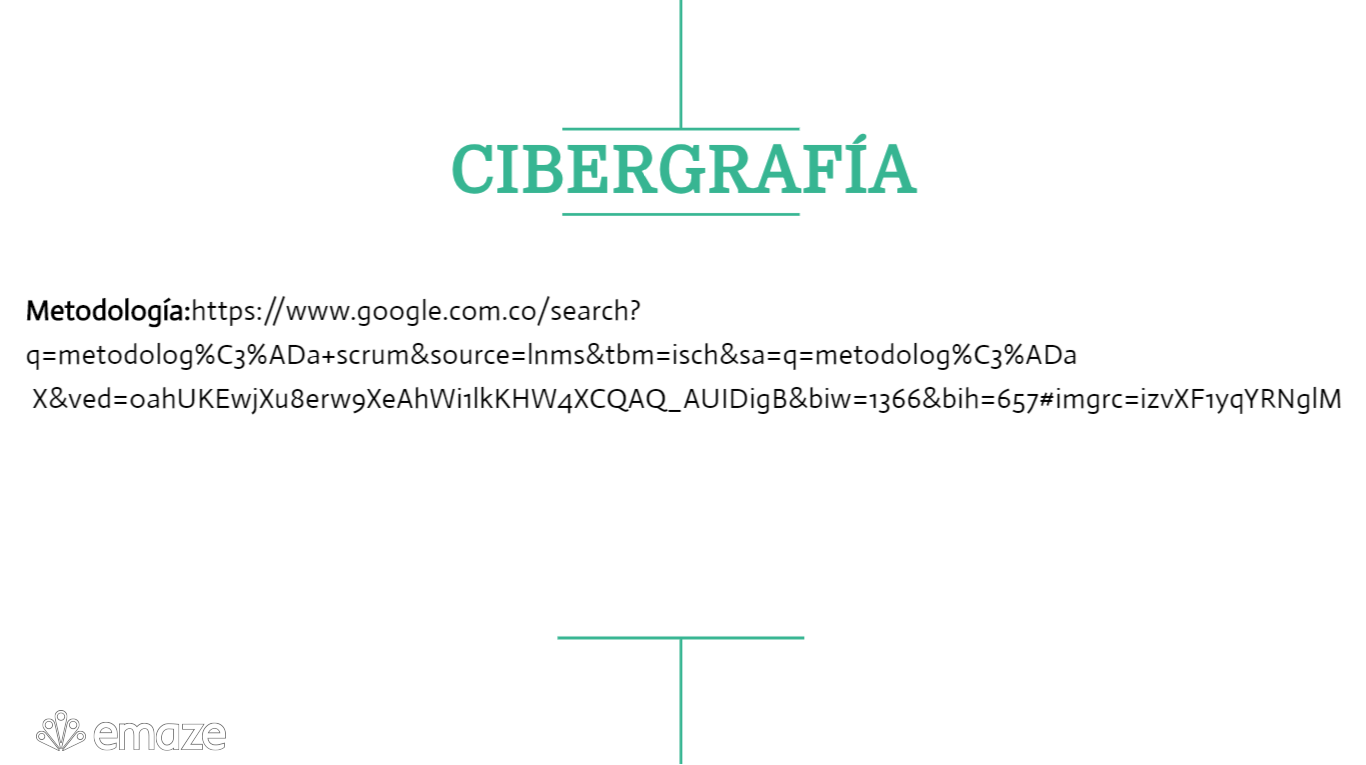 CIBERGRAFÍA
Metodología:https://www.google.com.co/search?
q=metodolog%C3%ADa+scrum&source=lnms&tbm=isch&sa=q=metodolog%C3%ADa
X&ved=0ahUKEwjXu8erw9XeAhWi1lkKHW4XCQAQ_AUIDigB&biw=1366&bih=657#imgrc=izvXF1yqYRNglM
emaze